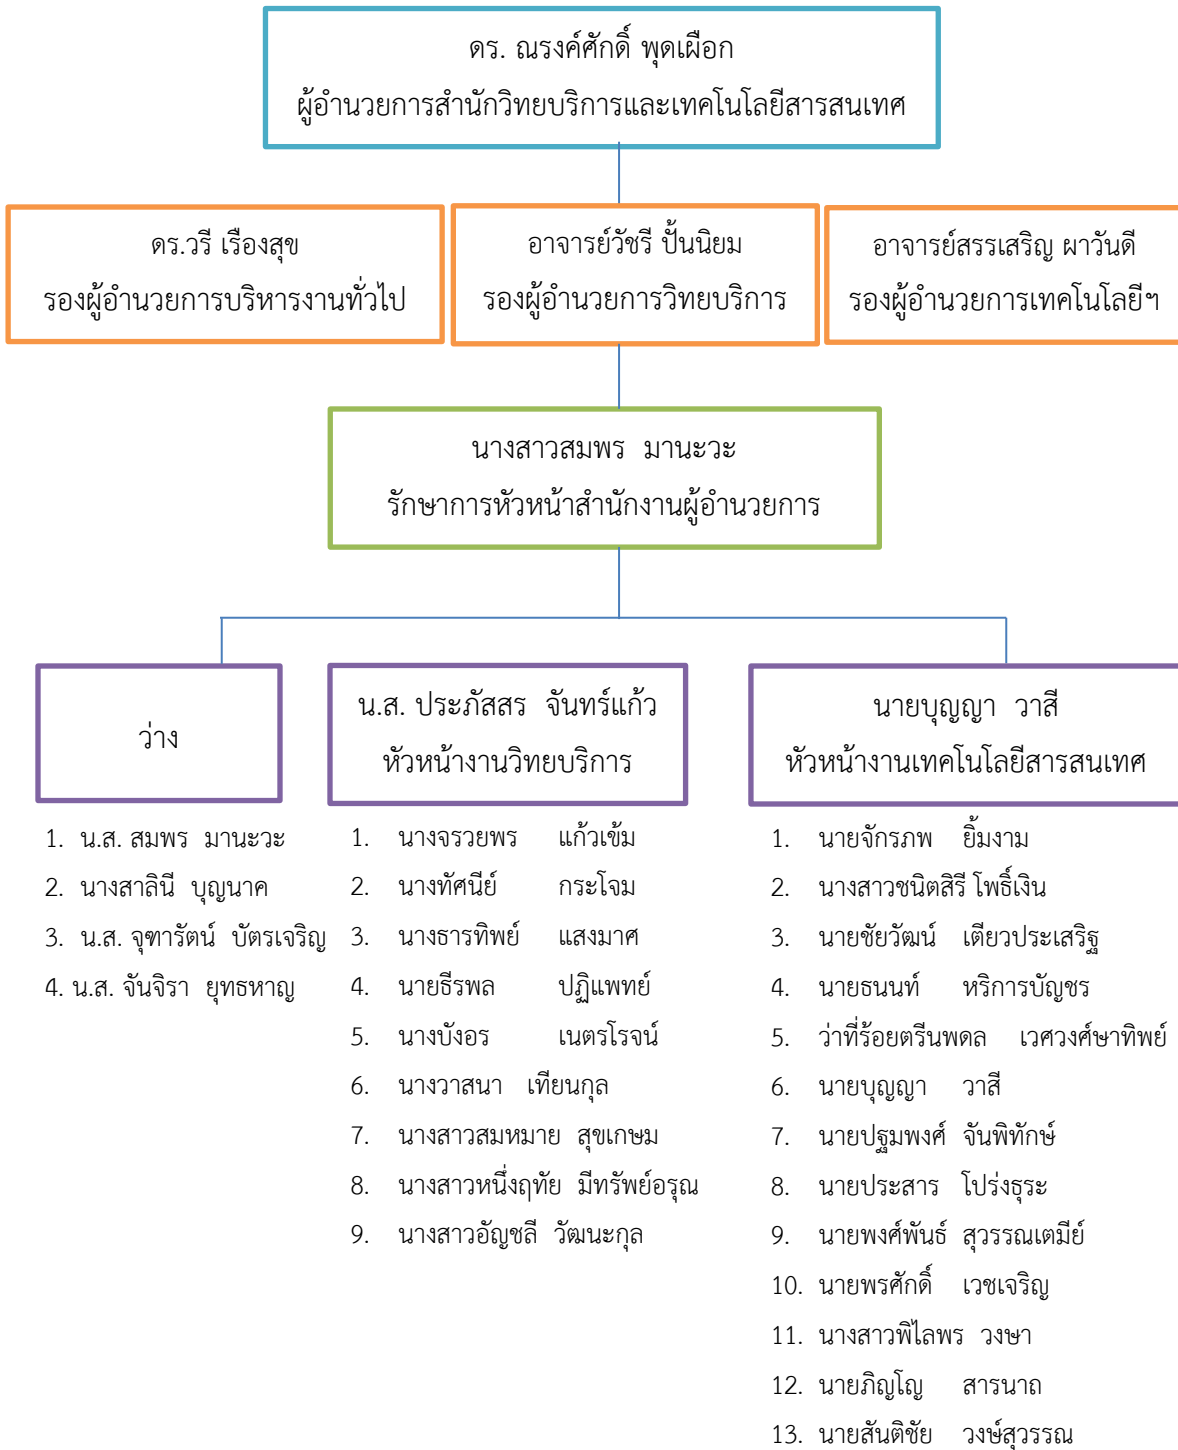 ดร. ณรงค์ศักดิ์ พุดเผือก
ผู้อำนวยการสำนักวิทยบริการและเทคโนโลยีสารสนเทศ
ดร.วรี เรืองสุข
รองผู้อำนวยการบริหารงานทั่วไป
อาจารย์วัชรี ปั้นนิยม
รองผู้อำนวยการวิทยบริการ
อาจารย์สรรเสริญ ผาวันดี
รองผู้อำนวยการเทคโนโลยีฯ
นางสาวสมพร มานะวะ
รักษาการหัวหน้าสำนักงานผู้อำนวยการ
ว่าง
1. น.ส. สมพร มานะวะ
2. นางสาลินี บุญนาค
3. น.ส. จุฑารัตน์ บัตรเจริญ
4. น.ส. จันจิรา ยุทธหาญ
น.ส. ประภัสสร จันทร์แก้ว
หัวหน้างานวิทยบริการ
1. นางจรวยพร แก้วเข้ม
2. นางทัศนีย์ กระโจม
3. นางธารทิพย์ แสงมาศ
4. นายธีรพล ปฏิแพทย์
5. นางบังอร เนตรโรจน์
6. นางวาสนา เทียนกุล
7. นางสาวสมหมาย สุขเกษม
8. นางสาวหนึ่งฤทัย มีทรัพย์อรุณ
9. นางสาวอัญชลี วัฒนะกุล
นายบุญญา วาสี
หัวหน้างานเทคโนโลยีสารสนเทศ
1. นายจักรภพ ยิ้มงาม
2. นางสาวชนิตสิรี โพธิ์เงิน
3. นายชัยวัฒน์ เตียวประเสริฐ
4. นายธนนท์ หริการบัญชร
5. ว่าที่ร้อยตรีนพดล เวศวงศ์ษาทิพย์
6. นายบุญญา วาสี
7. นายปฐมพงศ์ จันพิทักษ์
8. นายประสาร โปร่งธุระ
9. นายพงศ์พันธ์ สุวรรณเตมีย์
10. นายพรศักดิ์ เวชเจริญ
11. นางสาวพิไลพร วงษา
12. นายภิญโญ สารนาถ
13. นายสันติชัย วงษ์สุวรรณ